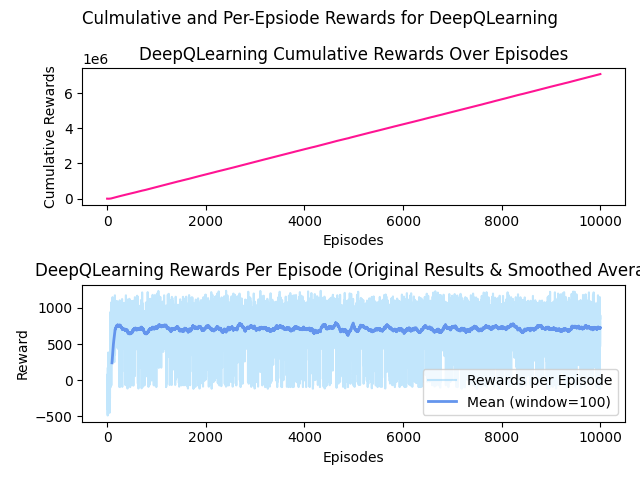 Culmulative and Per-Epsiode Rewards for DeepQLearning
DeepQLearning Cumulative Rewards Over Episodes
1e6
6
4
2
0
Cumulative Rewards
0 2000 4000 6000 8000 10000
Episodes
DeepQLearning Rewards Per Episode (Original Results & Smoothed Avera
1000
500
0
−500
Reward
Rewards per Episode
Mean (window=100)
0 2000 4000 6000 8000 10000
Episodes